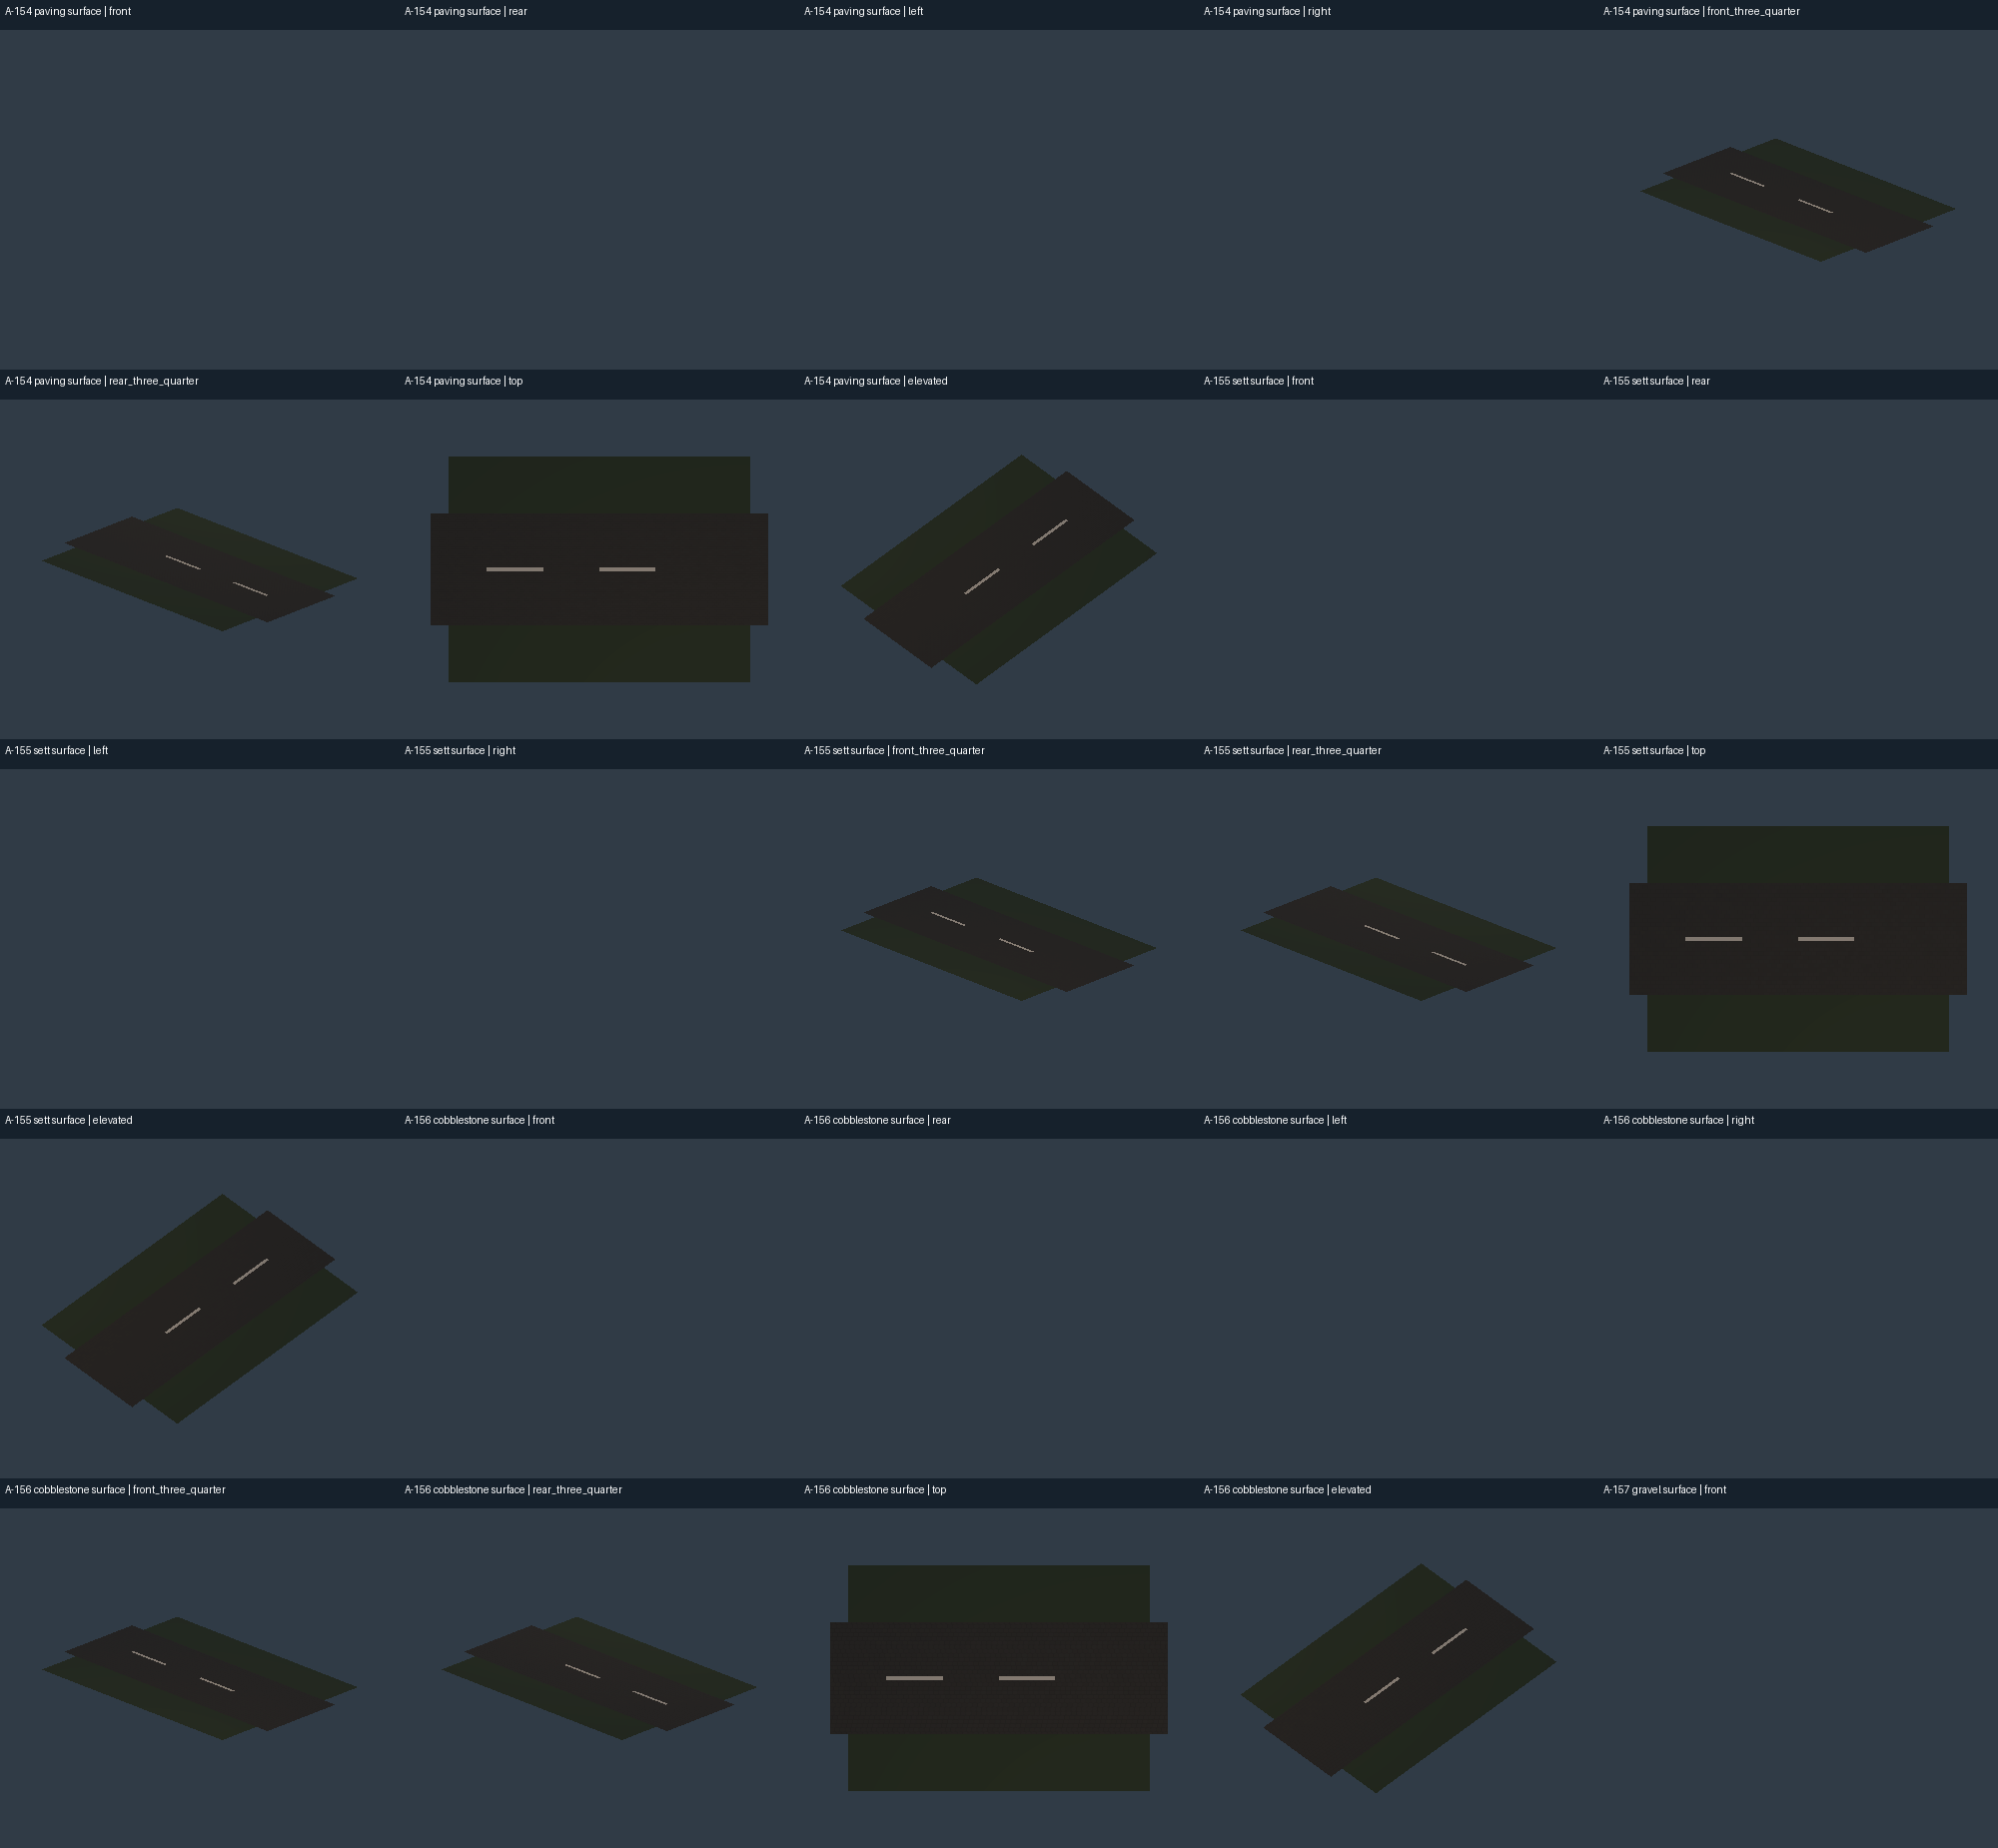 A-154 paving surface | front
A-154 paving surface | rear
A-154 paving surface | left
A-154 paving surface | right
A-154 paving surface | front_three_quarter
A-154 paving surface | rear_three_quarter
A-154 paving surface | top
A-154 paving surface | elevated
A-155 sett surface | front
A-155 sett surface | rear
A-155 sett surface | left
A-155 sett surface | right
A-155 sett surface | front_three_quarter
A-155 sett surface | rear_three_quarter
A-155 sett surface | top
A-155 sett surface | elevated
A-156 cobblestone surface | front
A-156 cobblestone surface | rear
A-156 cobblestone surface | left
A-156 cobblestone surface | right
A-156 cobblestone surface | front_three_quarter
A-156 cobblestone surface | rear_three_quarter
A-156 cobblestone surface | top
A-156 cobblestone surface | elevated
A-157 gravel surface | front